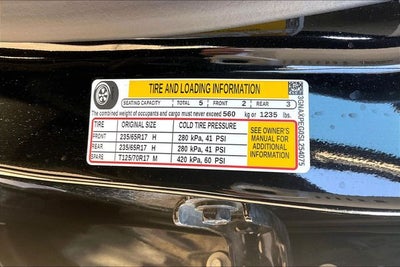 TIRE AND LOADING INFORMATION
SEATING CAPACITY TOTAL 5 FRONT 2 REAR 3
The combined weight of occupants and cargo must never exceed 560 kg or 1235 lbs.
TIRE ORIGINAL SIZE COLD TIRE PRESSURE
FRONT 235/65R17 H 280 kPa, 41 PSI
REAR 235/65R17 H 280 kPa, 41 PSI
SPARE T125/70R17 M 420 kPa, 60 PSI
SEE OWNER'S
MANUAL FOR
ADDITIONAL
INFORMATION